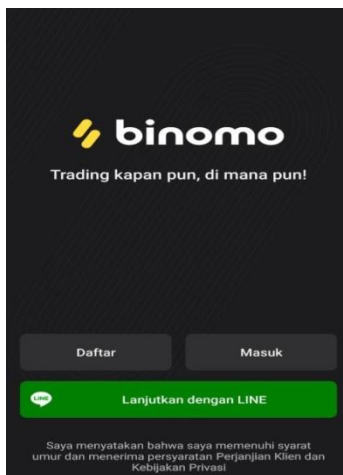 binomo
Trading kapan pun, di mana pun!
Daftar
Masuk
LINE
Lanjutkan dengan LINE
Saya menyatakan bahwa saya memenuhi syarat
umur dan menerima persyaratan Perjanjian Klien dan
Kebijakan Privasi